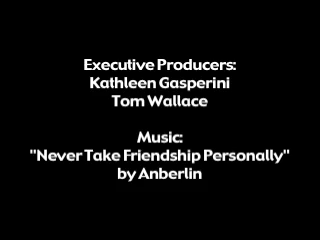 Executive Producers:
Kathleen Gasperini
Tom Wallace
Music:
"Never Take Friendship Personally"
by Anberlin